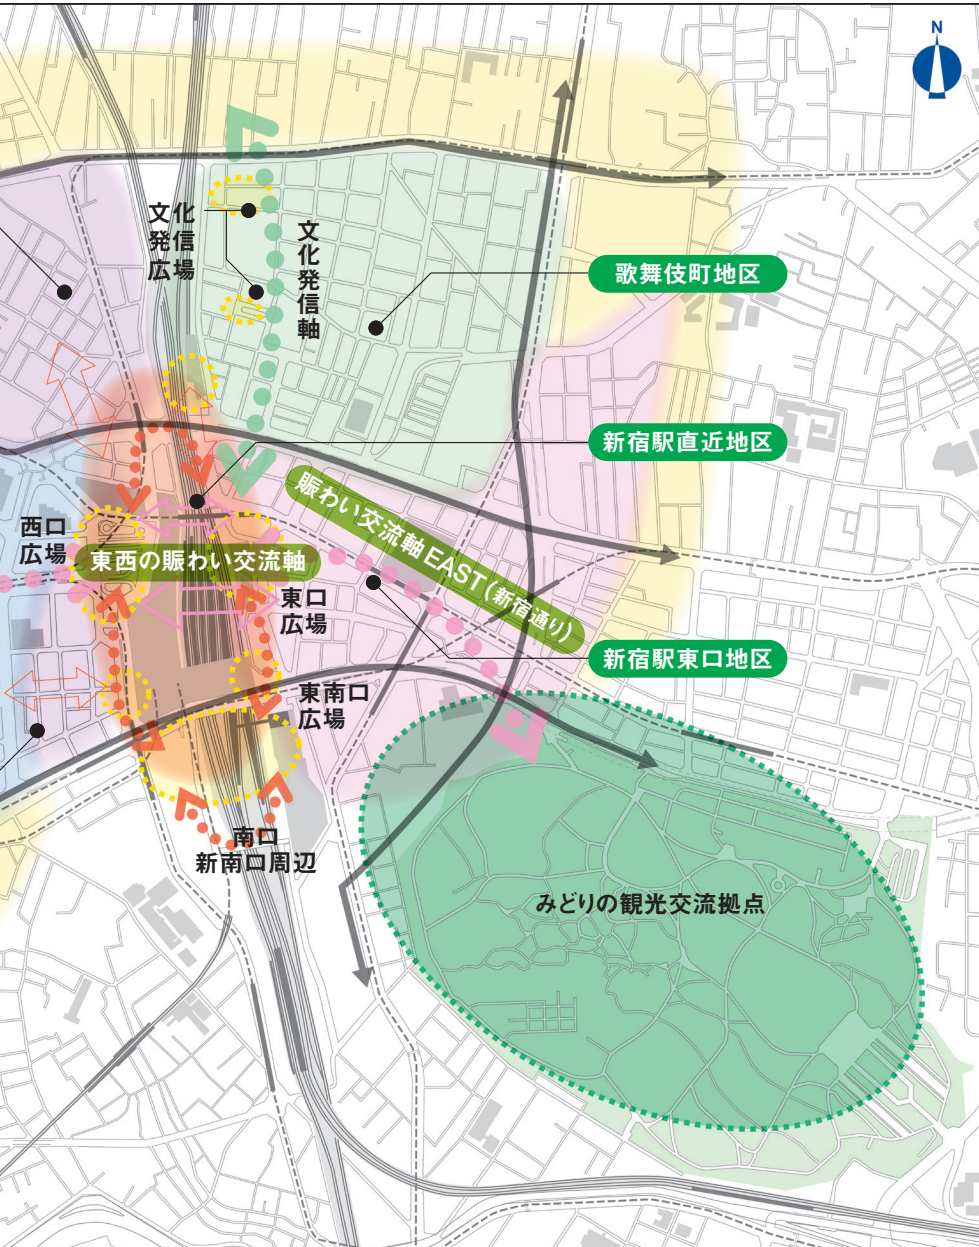 N
文化
発信
広場
文化発信軸
歌舞伎町地区
新宿駅直近地区
賑わい交流軸EAST(新宿通り)
西口
広場
東西の賑わい交流軸
東口
広場
新宿駅東口地区
東南口
広場
南口
新南口周辺
みどりの観光交流拠点